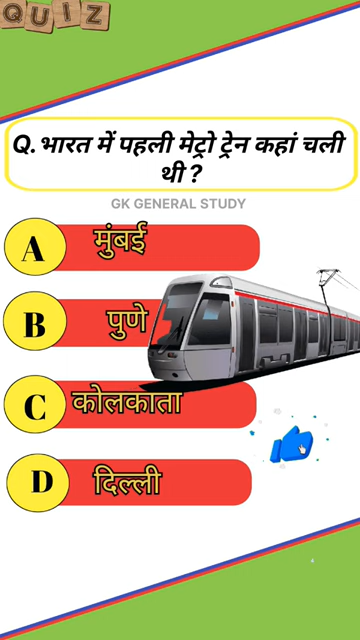 QUIZ
Q. भारत में पहली मेट्रो ट्रेन कहां चली
थी ?
GK GENERAL STUDY
A मुंबई
B पुणे
C कोलकाता
D दिल्ली